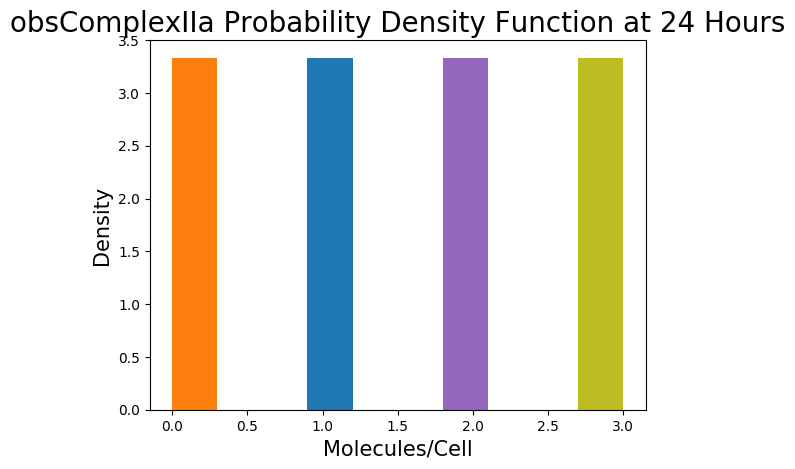 obsComplexIIa Probability Density Function at 24 Hours
3.5
3.0
2.5
2.0
1.5
1.0
0.5
0.0
Density
0.0 0.5 1.0 1.5 2.0 2.5 3.0
Molecules/Cell